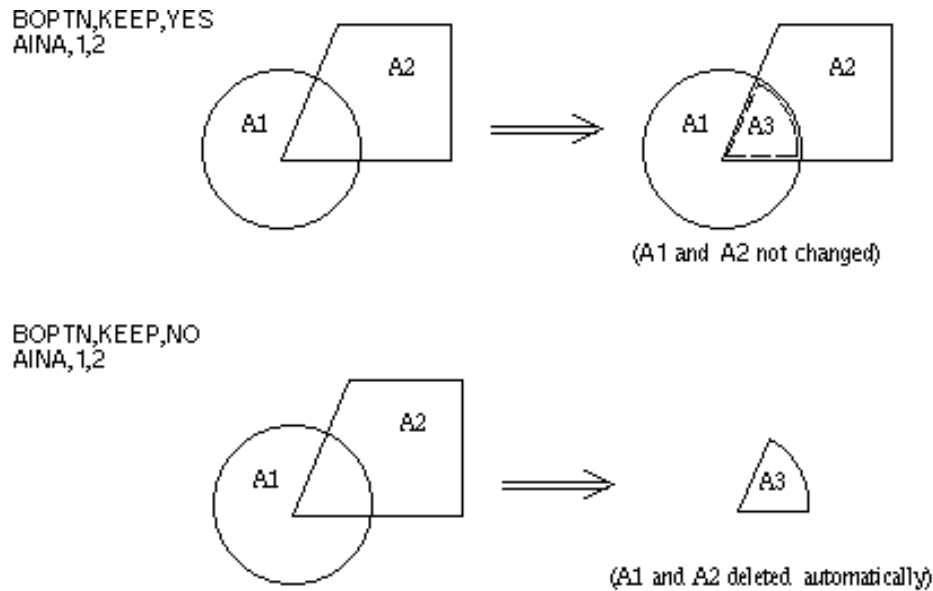 BOPTN,KEEP,YES
AINA,1,2
A1
A2
A1
A3
A2
(A1 and A2 not changed)
BOPTN,KEEP,NO
AINA,1,2
A1
A2
A3
(A1 and A2 deleted automatically)